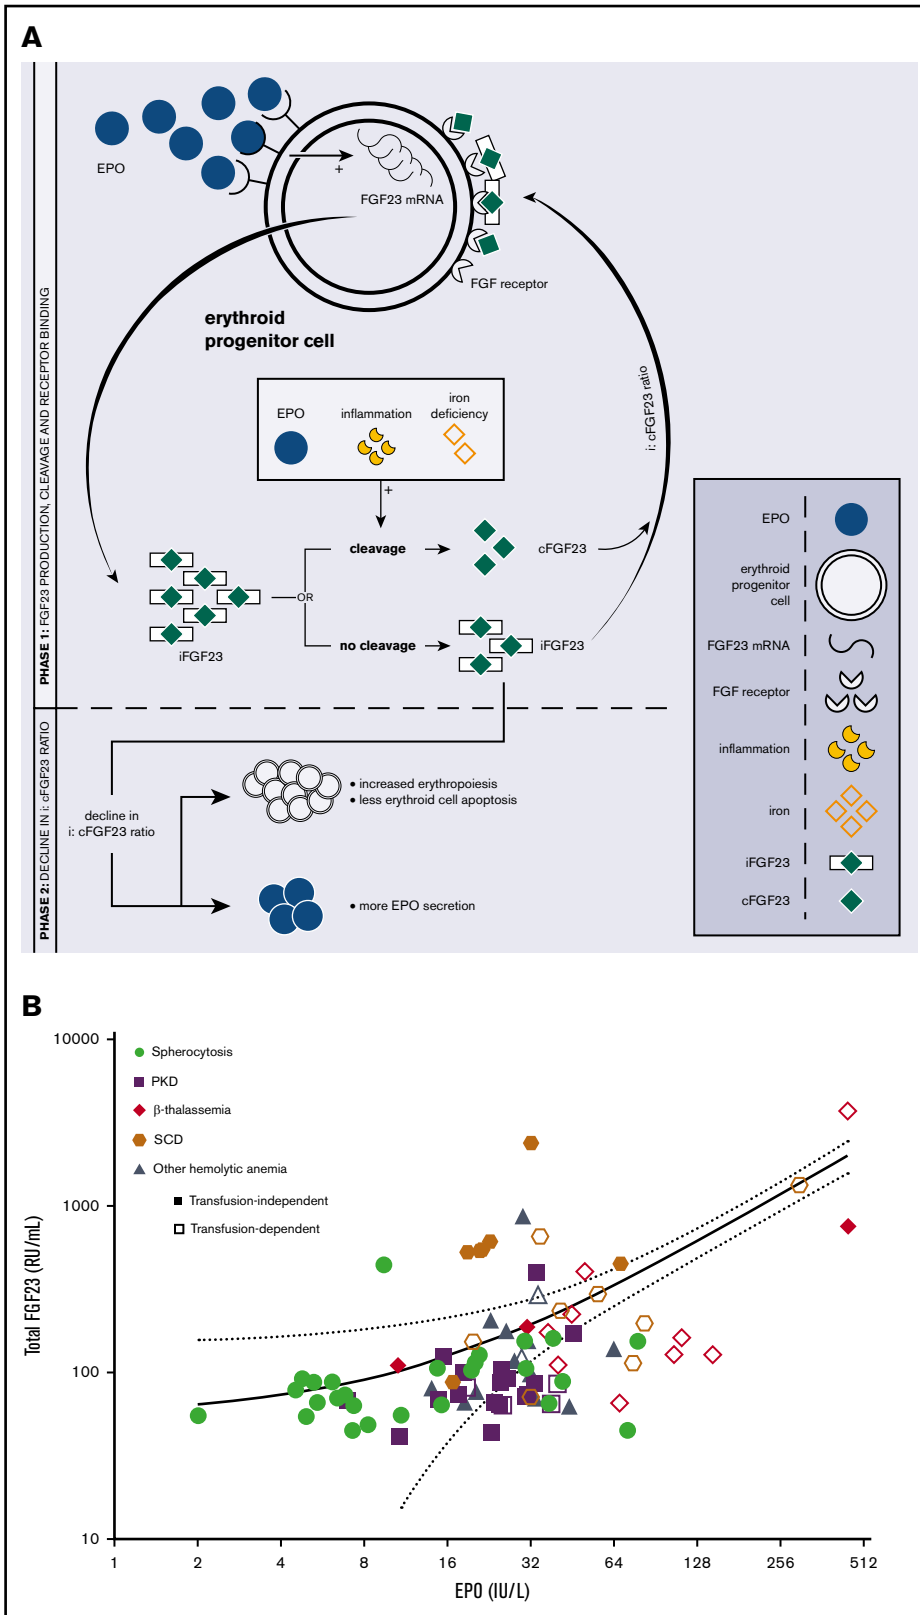 A
PHASE 1: FGF23 PRODUCTION, CLEAVAGE AND RECEPTOR BINDING
EPO
+
FGF23 mRNA
FGF receptor
erythroid
progenitor cell
EPO
inflammation
iron
deficiency
+
i: cFGF23 ratio
cleavage
cFGF23
OR
no cleavage
iFGF23
iFGF23
PHASE 2: DECLINE IN i: cFGF23 RATIO
decline in
i: cFGF23 ratio
• increased erythropoiesis
• less erythroid cell apoptosis
• more EPO secretion
EPO
erythroid
progenitor
cell
FGF23 mRNA
FGF receptor
inflammation
iron
iFGF23
cFGF23
B
Total FGF23 (RU/mL)
10000
1000
100
10
Spherocytosis
PKD
β-thalassemia
SCD
Other hemolytic anemia
Transfusion-independent
Transfusion-dependent
1 2 4 8 16 32 64 128 256 512
EPO (IU/L)